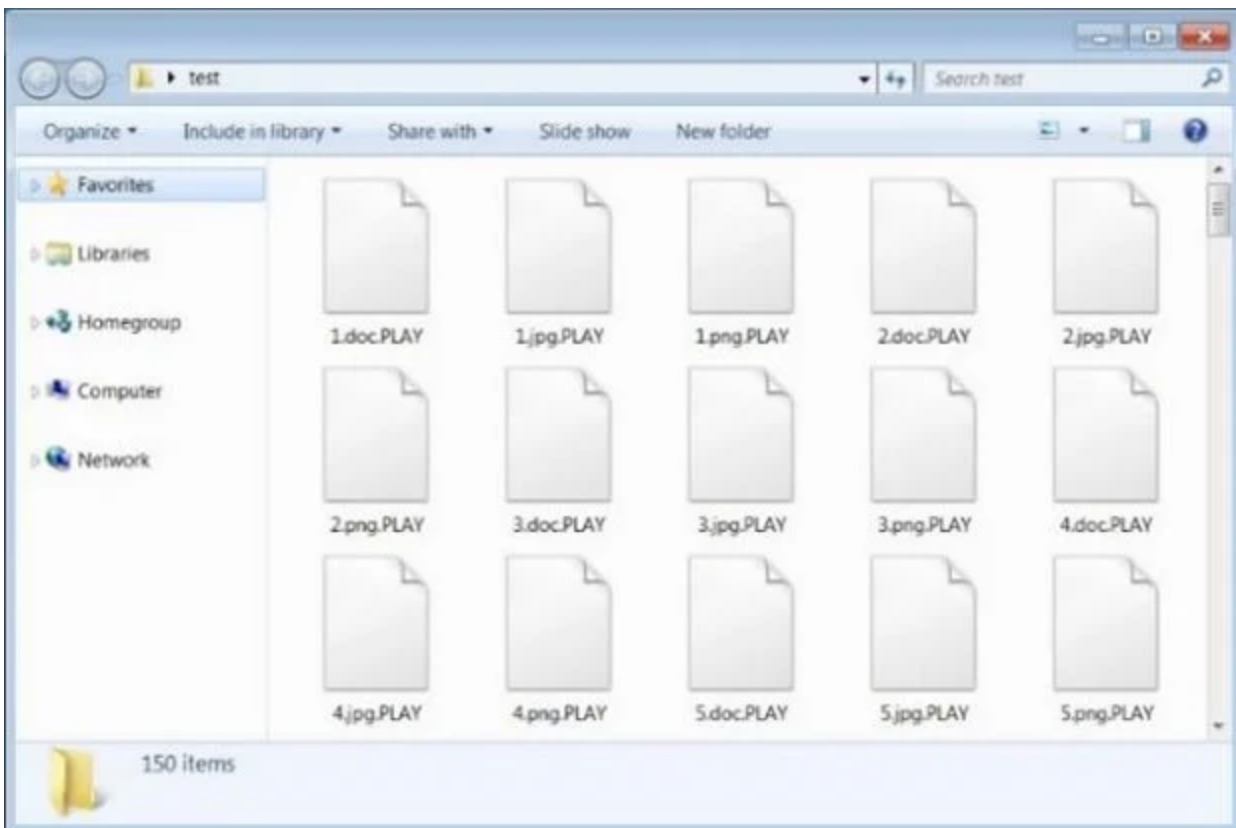 test
Search test
Organize Include in library Share with Slide show New folder
Favorites
Libraries
Homegroup
Computer
Network
1.doc.PLAY 1.jpg.PLAY 1.png.PLAY 2.doc.PLAY 2.jpg.PLAY
2.png.PLAY 3.doc.PLAY 3.jpg.PLAY 3.png.PLAY 4.doc.PLAY
4.jpg.PLAY 4.png.PLAY 5.doc.PLAY 5.jpg.PLAY 5.png.PLAY
150 items